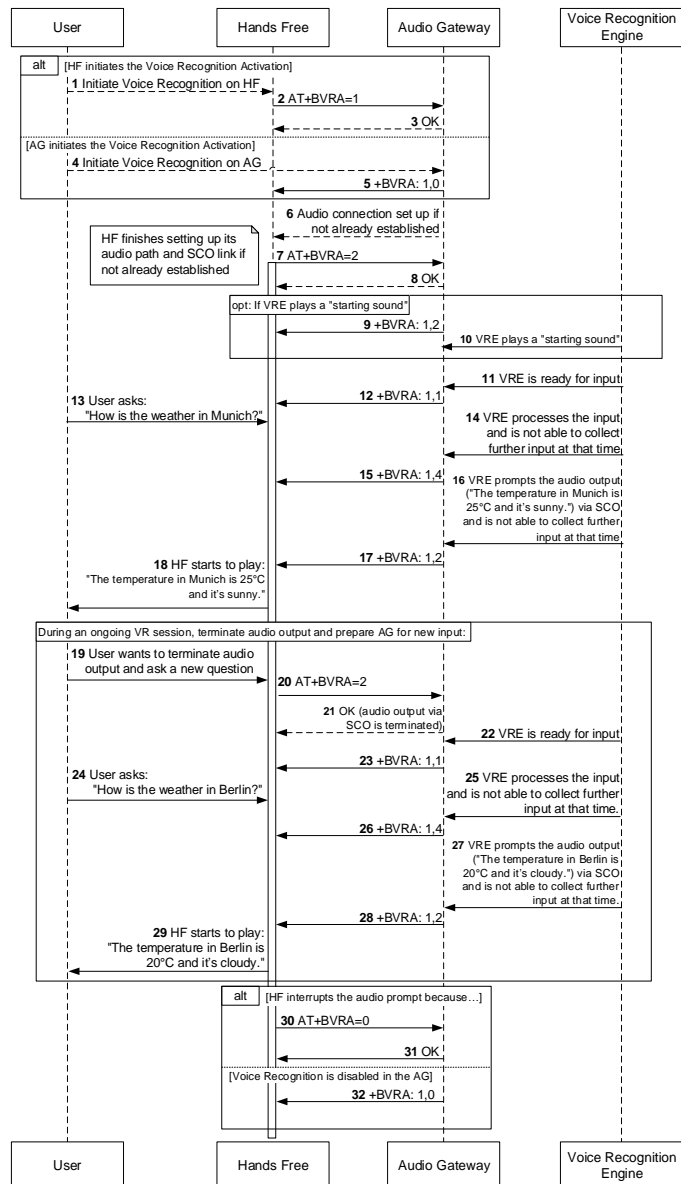 User
Hands Free
Audio Gateway
Voice Recognition
Engine
alt
[HF initiates the Voice Recognition Activation]
1 Initiate Voice Recognition on HF
2 AT+BVRA=1
3 OK
[AG initiates the Voice Recognition Activation]
4 Initiate Voice Recognition on AG
5 +BVRA: 1,0
6 Audio connection set up if
not already established
HF finishes setting up its
audio path and SCO link if
not already established
7 AT+BVRA=2
8 OK
opt: If VRE plays a "starting sound"
9 +BVRA: 1,2
10 VRE plays a "starting sound"
11 VRE is ready for input
12 +BVRA: 1,1
13 User asks:
"How is the weather in Munich?"
14 VRE processes the input
and is not able to collect
further input at that time
15 +BVRA: 1,4
16 VRE prompts the audio output
("The temperature in Munich is
25°C and it's sunny.") via SCO
and is not able to collect further
input at that time
17 +BVRA: 1,2
18 HF starts to play:
"The temperature in Munich is 25°C
and it's sunny."
During an ongoing VR session, terminate audio output and prepare AG for new input:
19 User wants to terminate audio
output and ask a new question
20 AT+BVRA=2
21 OK (audio output via
SCO is terminated)
22 VRE is ready for input
23 +BVRA: 1,1
24 User asks:
"How is the weather in Berlin?"
25 VRE processes the input
and is not able to collect further
input at that time.
26 +BVRA: 1,4
27 VRE prompts the audio output
("The temperature in Berlin is
20°C and it's cloudy.") via SCO
and is not able to collect further
input at that time.
28 +BVRA: 1,2
29 HF starts to play:
"The temperature in Berlin is
20°C and it's cloudy."
alt
[HF interrupts the audio prompt because…]
30 AT+BVRA=0
31 OK
[Voice Recognition is disabled in the AG]
32 +BVRA: 1,0
User
Hands Free
Audio Gateway
Voice Recognition
Engine